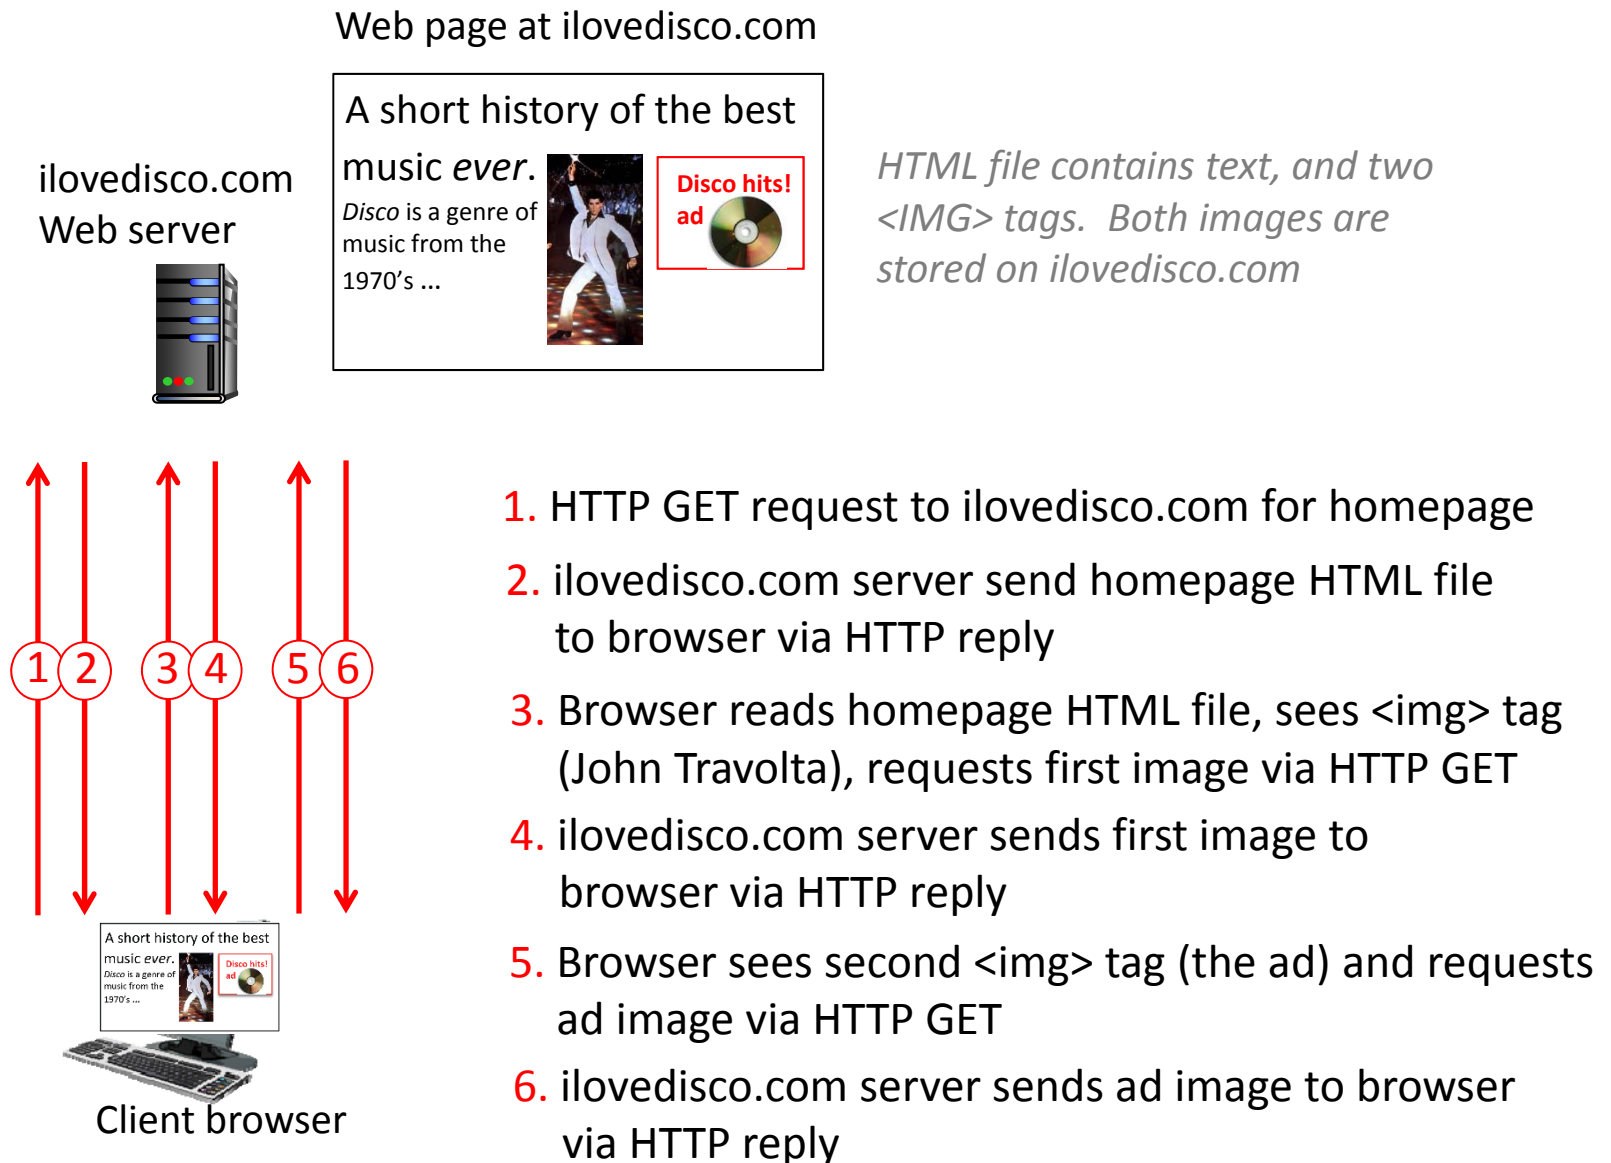 Web page at ilovedisco.com
A short history of the best
music ever.
Disco is a genre of
music from the
1970's ...
Disco hits!
ad
ilovedisco.com
Web server
HTML file contains text, and two
<IMG> tags. Both images are
stored on ilovedisco.com
1 2 3 4 5 6
1. HTTP GET request to ilovedisco.com for homepage
2. ilovedisco.com server send homepage HTML file
to browser via HTTP reply
3. Browser reads homepage HTML file, sees <img> tag
(John Travolta), requests first image via HTTP GET
4. ilovedisco.com server sends first image to
browser via HTTP reply
5. Browser sees second <img> tag (the ad) and requests
ad image via HTTP GET
6. ilovedisco.com server sends ad image to browser
via HTTP reply
A short history of the best
music ever.
Disco is a genre of
music from the
1970's ...
Disco hits!
ad
Client browser